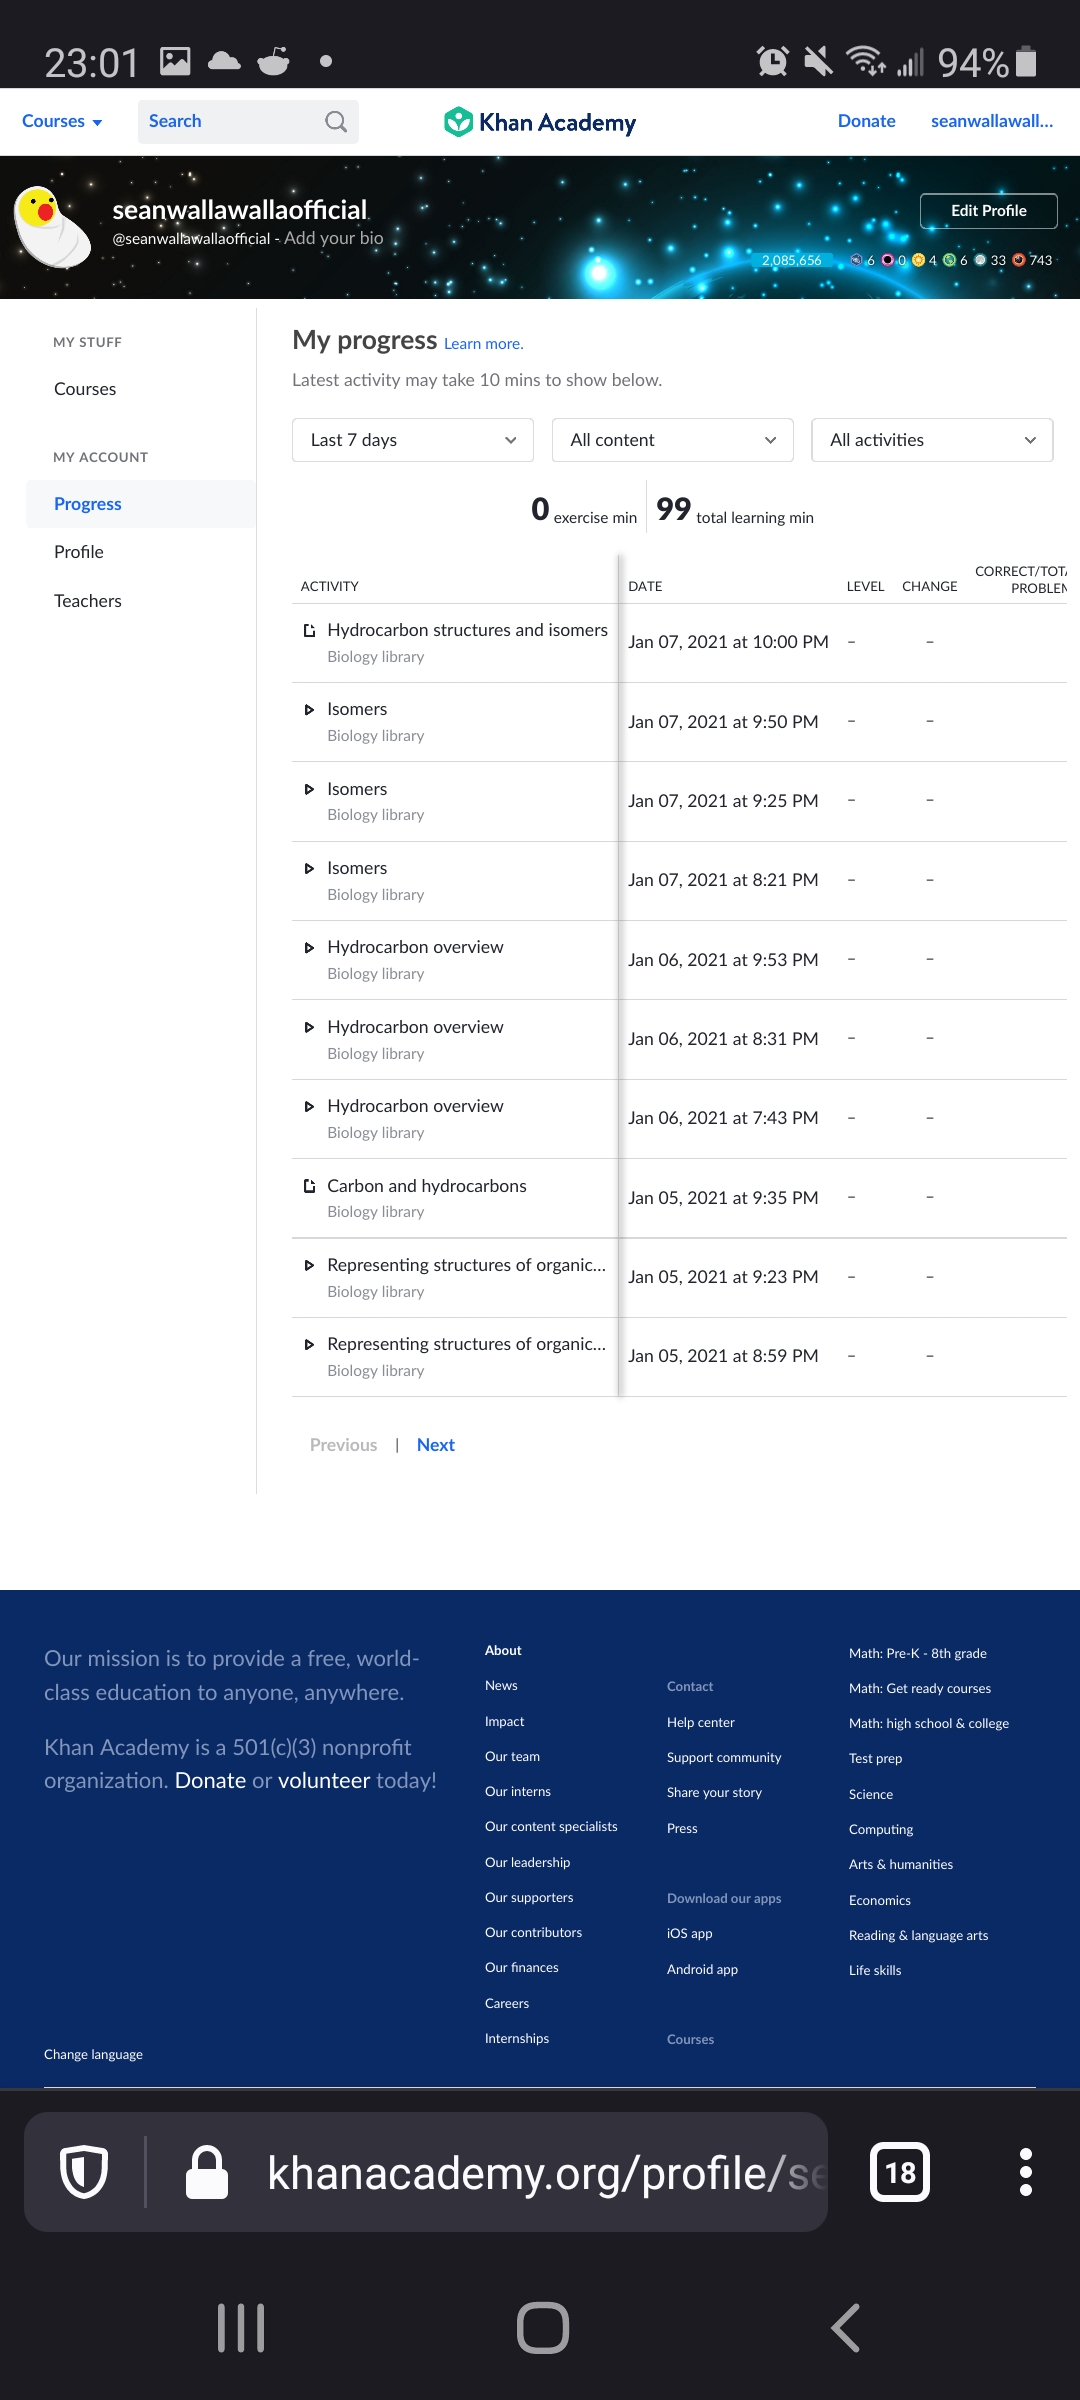 23:01
94%
Courses
Search
Khan Academy
Donate
seanwallawall...
seanwallawallaofficial
@seanwallawallaofficial - Add your bio
Edit Profile
2,085,656
6 0 4 6 33 743
MY STUFF
Courses
MY ACCOUNT
Progress
Profile
Teachers
My progress Learn more.
Latest activity may take 10 mins to show below.
Last 7 days
All content
All activities
0 exercise min
99 total learning min
ACTIVITY DATE LEVEL CHANGE CORRECT/TOTA
PROBLEM
Hydrocarbon structures and isomers
Biology library
Jan 07, 2021 at 10:00 PM – –
Isomers
Biology library
Jan 07, 2021 at 9:50 PM – –
Isomers
Biology library
Jan 07, 2021 at 9:25 PM – –
Isomers
Biology library
Jan 07, 2021 at 8:21 PM – –
Hydrocarbon overview
Biology library
Jan 06, 2021 at 9:53 PM – –
Hydrocarbon overview
Biology library
Jan 06, 2021 at 8:31 PM – –
Hydrocarbon overview
Biology library
Jan 06, 2021 at 7:43 PM – –
Carbon and hydrocarbons
Biology library
Jan 05, 2021 at 9:35 PM – –
Representing structures of organic...
Biology library
Jan 05, 2021 at 9:23 PM – –
Representing structures of organic...
Biology library
Jan 05, 2021 at 8:59 PM – –
Previous | Next
Our mission is to provide a free, world-
class education to anyone, anywhere.
Khan Academy is a 501(c)(3) nonprofit
organization. Donate or volunteer today!
Change language
About
News
Impact
Our team
Our interns
Our content specialists
Our leadership
Our supporters
Our contributors
Our finances
Careers
Internships
Contact
Help center
Support community
Share your story
Press
Download our apps
iOS app
Android app
Courses
Math: Pre-K - 8th grade
Math: Get ready courses
Math: high school & college
Test prep
Science
Computing
Arts & humanities
Economics
Reading & language arts
Life skills
khanacademy.org/profile/se
18